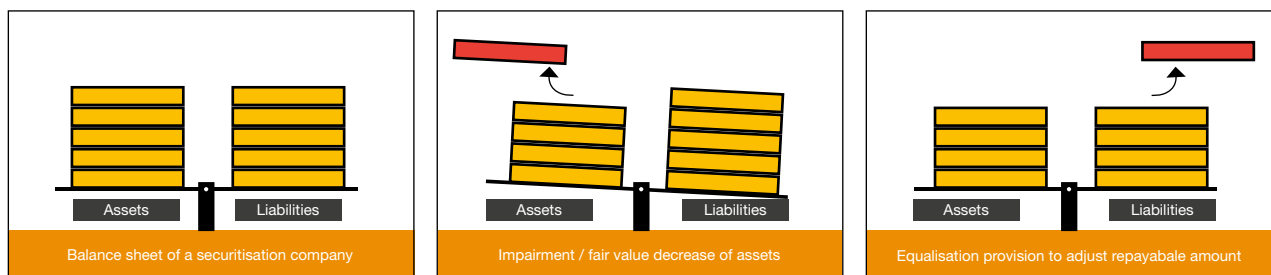 Assets
Liabilities
Balance sheet of a securitisation company
Assets
Liabilities
Impairment / fair value decrease of assets
Assets
Liabilities
Equalisation provision to adjust repayabale amount